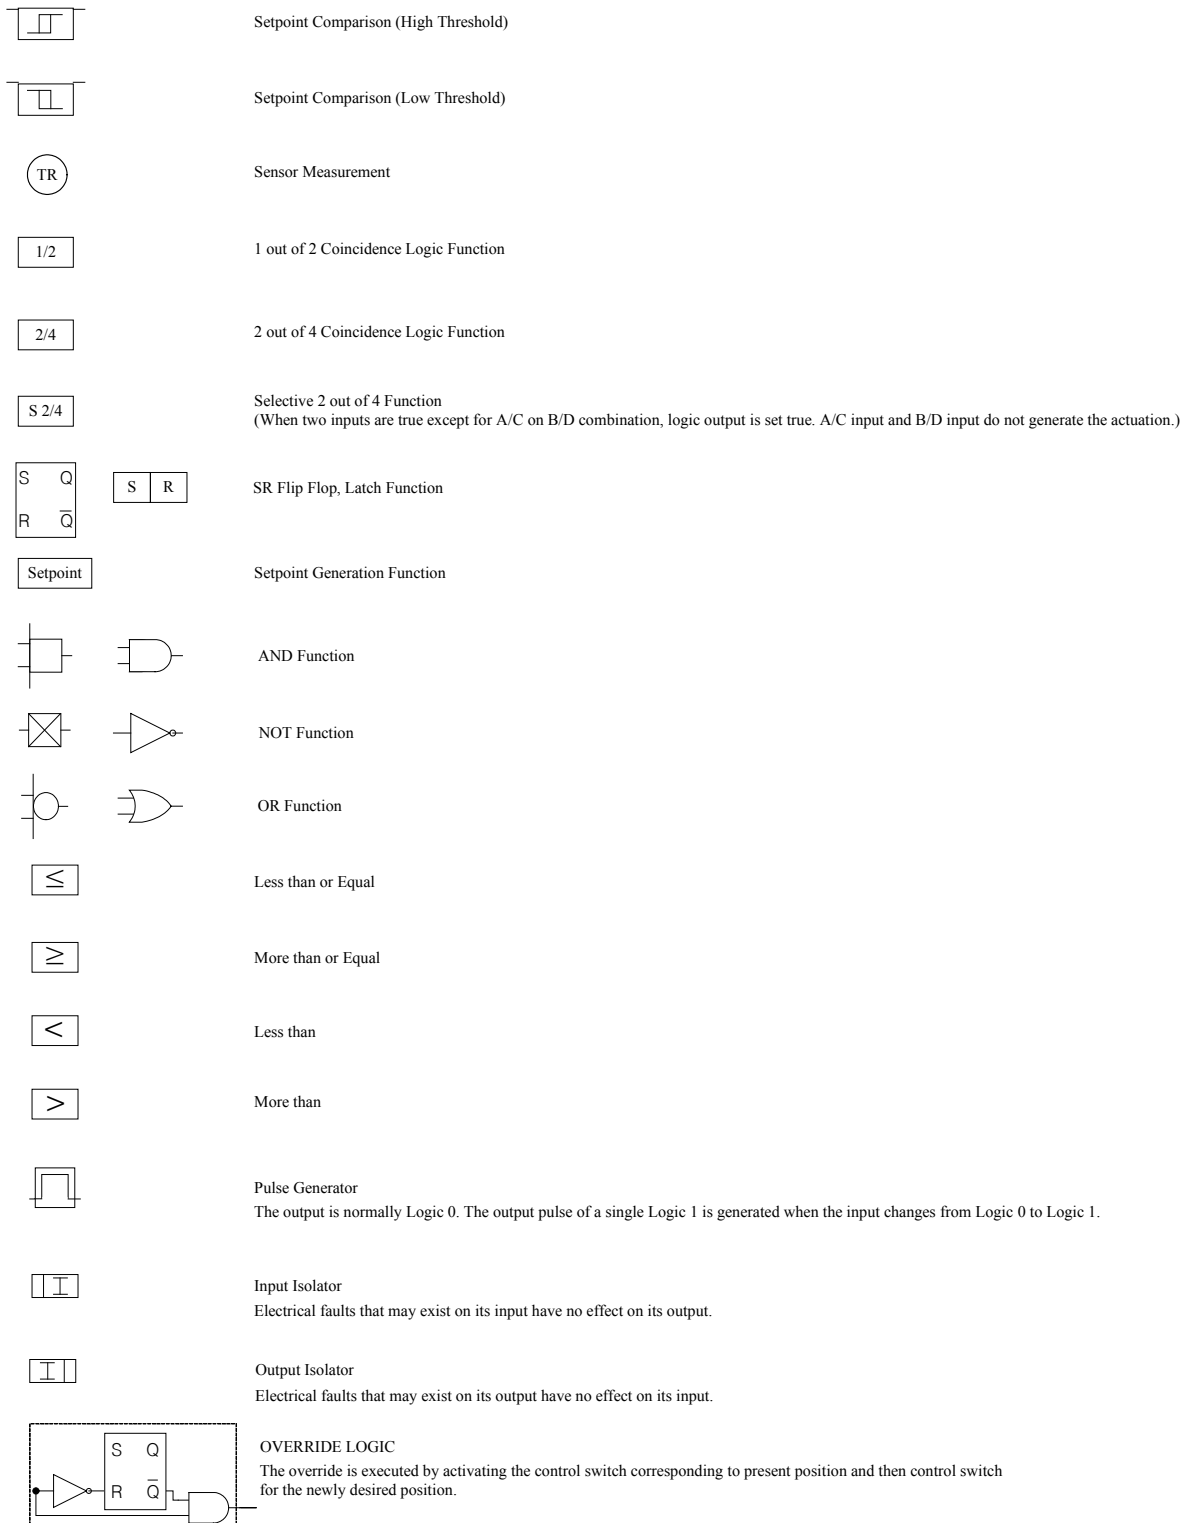 Setpoint Comparison (High Threshold)
Setpoint Comparison (Low Threshold)
TR
Sensor Measurement
1/2
1 out of 2 Coincidence Logic Function
2/4
2 out of 4 Coincidence Logic Function
S 2/4
Selective 2 out of 4 Function
(When two inputs are true except for A/C on B/D combination, logic output is set true. A/C input and B/D input do not generate the actuation.)
S Q
R Q̅
S R
SR Flip Flop, Latch Function
Setpoint
Setpoint Generation Function
AND Function
NOT Function
OR Function
≤
Less than or Equal
≥
More than or Equal
<
Less than
>
More than
Pulse Generator
The output is normally Logic 0. The output pulse of a single Logic 1 is generated when the input changes from Logic 0 to Logic 1.
I
Input Isolator
Electrical faults that may exist on its input have no effect on its output.
I
Output Isolator
Electrical faults that may exist on its output have no effect on its input.
S Q
R Q̅
OVERRIDE LOGIC
The override is executed by activating the control switch corresponding to present position and then control switch
for the newly desired position.